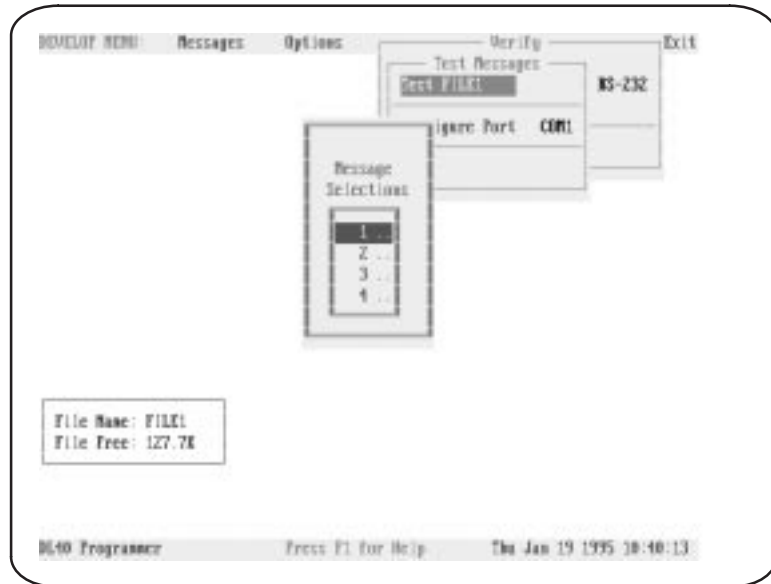 DEVELOP MENU: Messages Options Verify Exit
Test Messages
Test FILE1 RS-232
igure Port COM1
Message
Selections
1 ..
2 ..
3 ..
4 ..
File Name: FILE1
File Free: 127.7K
DL40 Programmer Press F1 for Help Thu Jan 19 1995 10:40:13